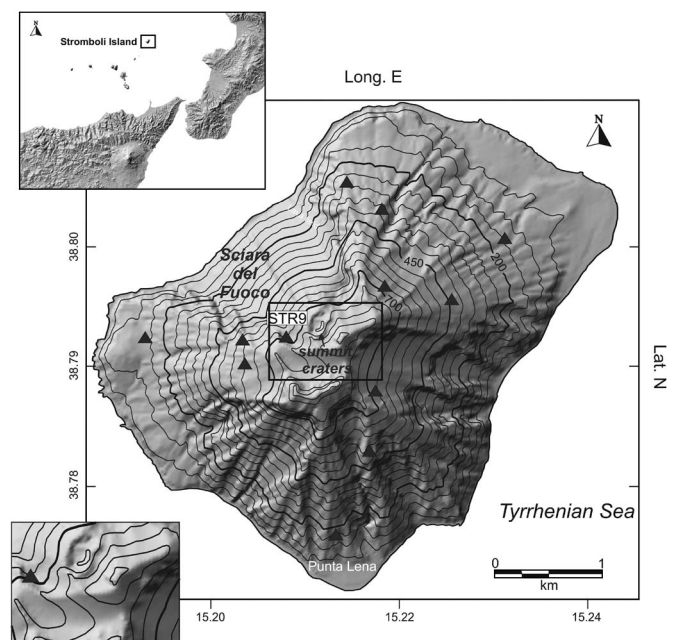 N
Stromboli Island
Long. E
N
38.80
Sciara
del
Fuoco
450
200
700
STR9
summit
craters
38.79
Lat. N
38.78
Tyrrhenian Sea
Punta Lena
0 1
km
15.20 15.22 15.24